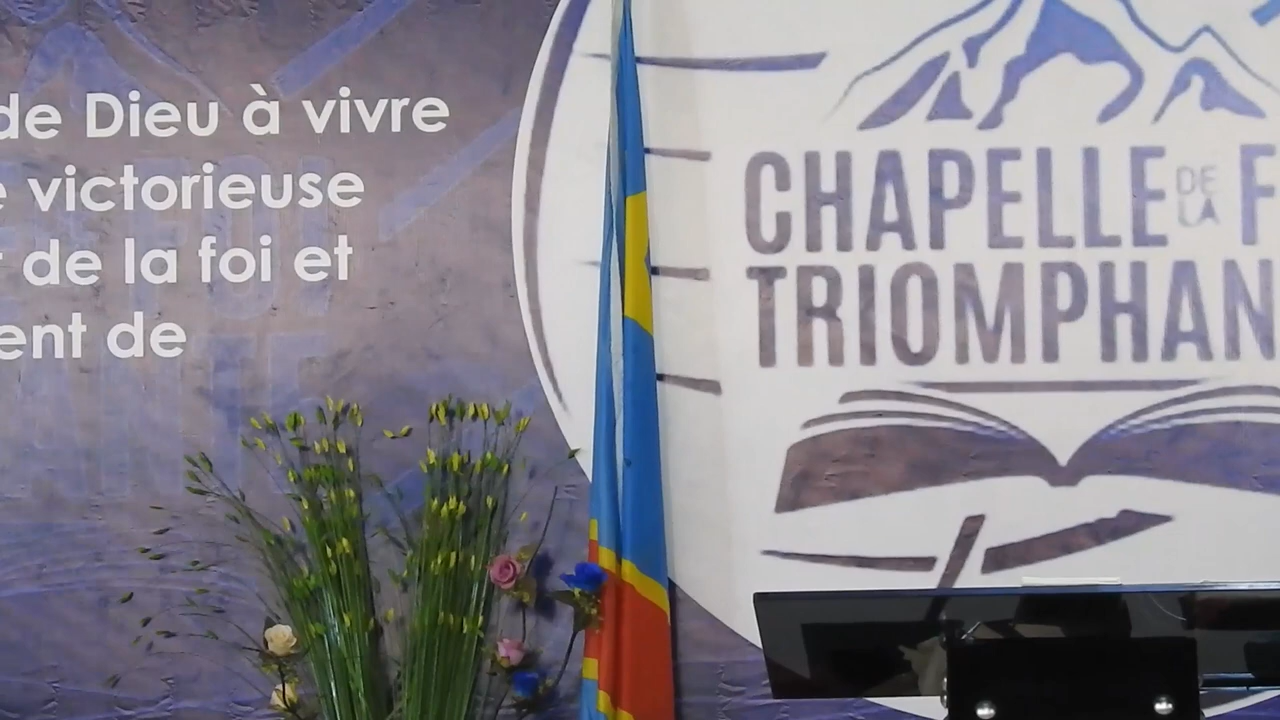 de Dieu à vivre
victorieuse
de la foi et
ent de
CHAPELLE DE LA F
TRIOMPHAN